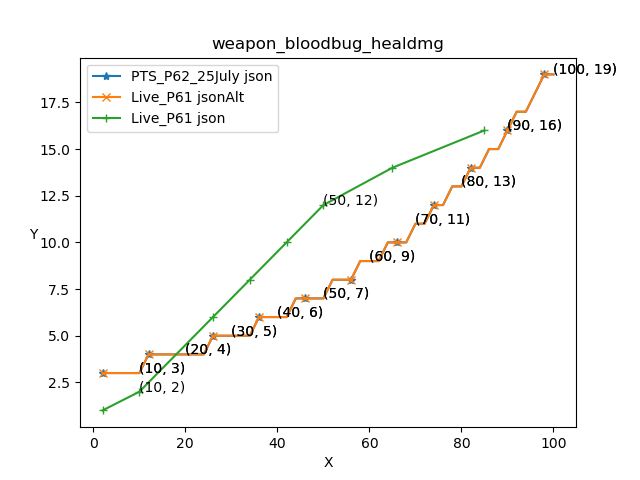 weapon_bloodbug_healdmg
PTS_P62_25July json
Live_P61 jsonAlt
Live_P61 json
(100, 19)
17.5
(90, 16)
15.0
(80, 13)
12.5
(50, 12)
(70, 11)
Y
10.0
(60, 9)
7.5
(50, 7)
(40, 6)
5.0
(30, 5)
(20, 4)
(10, 3)
2.5
(10, 2)
0 20 40 60 80 100
X